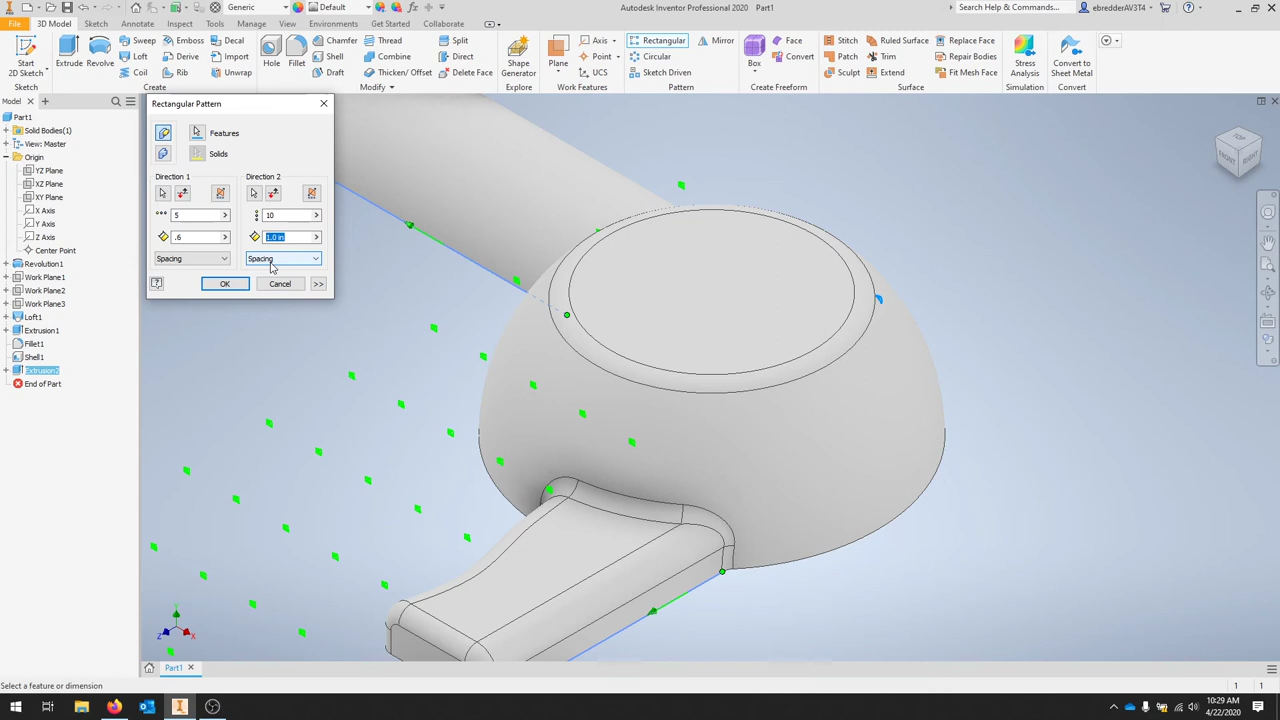 Generic
Default
Autodesk Inventor Professional 2020 Part1
Search Help & Commands...
ebredderAV3T4
File
3D Model
Sketch
Annotate
Inspect
Tools
Manage
View
Environments
Get Started
Collaborate
Start
2D Sketch
Extrude
Revolve
Sweep
Emboss
Decal
Loft
Derive
Import
Coil
Rib
Unwrap
Hole
Fillet
Chamfer
Thread
Split
Shell
Combine
Direct
Draft
Thicken/ Offset
Delete Face
Shape
Generator
Plane
Axis
Point
UCS
Rectangular
Mirror
Circular
Sketch Driven
Box
Face
Convert
Stitch
Ruled Surface
Replace Face
Patch
Trim
Repair Bodies
Sculpt
Extend
Fit Mesh Face
Stress
Analysis
Convert to
Sheet Metal
Sketch
Create
Modify
Explore
Work Features
Pattern
Create Freeform
Surface
Simulation
Convert
Model
Part1
Solid Bodies(1)
View: Master
Origin
YZ Plane
XZ Plane
XY Plane
X Axis
Y Axis
Z Axis
Center Point
Revolution1
Work Plane1
Work Plane2
Work Plane3
Loft1
Extrusion1
Fillet1
Shell1
Extrusion2
End of Part
Rectangular Pattern
Features
Solids
Direction 1
Direction 2
5
10
.6
1.0 in
Spacing
Spacing
OK
Cancel
>>
TOP
FRONT
RIGHT
Y
Z
X
Part1
Select a feature or dimension
1
1
10:29 AM
4/22/2020